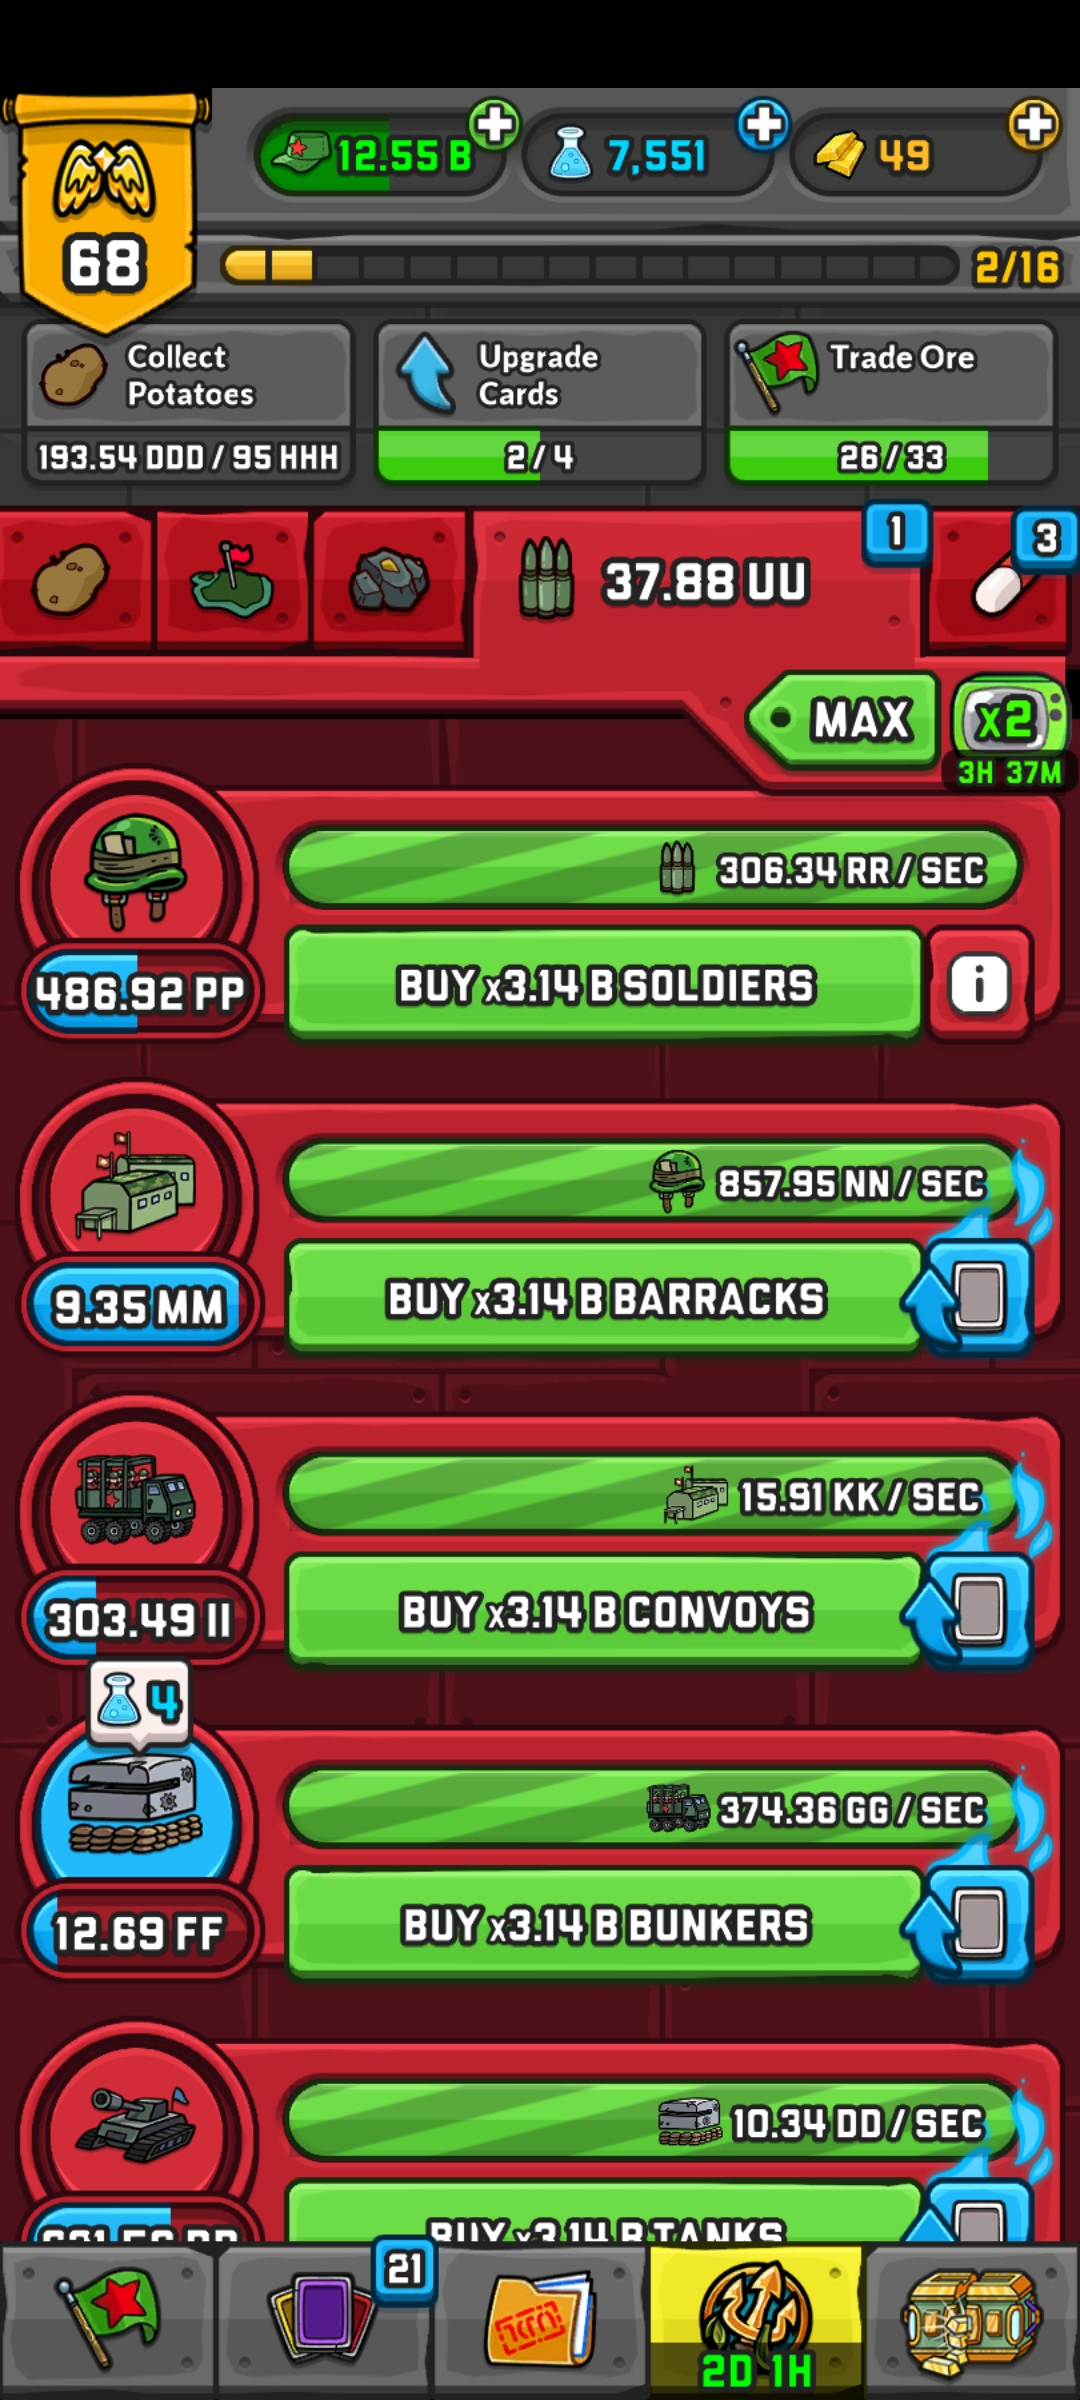 12.55 B
7,551
49
68
2/16
Collect
Potatoes
193.54 DDD / 95 HHH
Upgrade
Cards
2/4
Trade Ore
26/33
37.88 UU
1
3
MAX
x2
3H 37M
306.34 RR / SEC
486.92 PP
BUY x3.14 B SOLDIERS
i
857.95 NN / SEC
9.35 MM
BUY x3.14 B BARRACKS
15.91 KK / SEC
303.49 II
BUY x3.14 B CONVOYS
4
374.36 GG / SEC
12.69 FF
BUY x3.14 B BUNKERS
10.34 DD / SEC
BUY x3.14 B TANKS
21
2D 1H